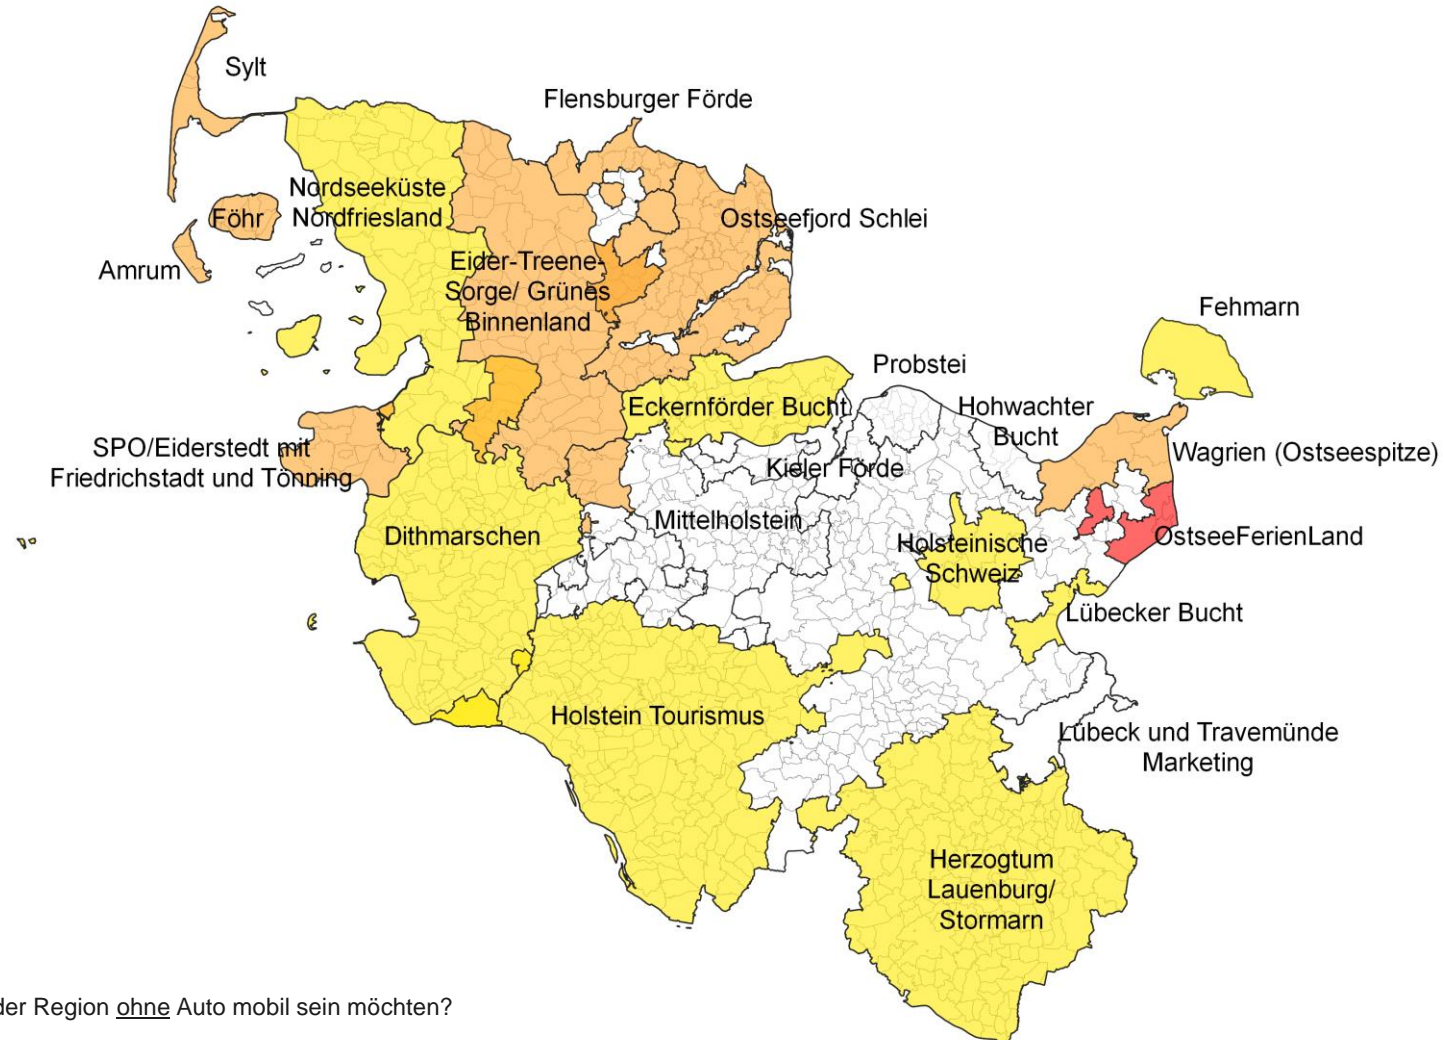 Sylt
Flensburger Förde
Nordseeküste
Nordfriesland
Föhr
Ostseefjord Schlei
Amrum
Eider-Treene-
Sorge/ Grünes
Binnenland
Fehmarn
Probstei
Eckernförder Bucht
Hohwachter
Bucht
SPO/Eiderstedt mit
Friedrichstadt und Tönning
Wagrien (Ostseespitze)
Kieler Förde
Mittelholstein
Dithmarschen
Holsteinische
Schweiz
OstseeFerienLand
Lübecker Bucht
Holstein Tourismus
Lübeck und Travemünde
Marketing
Herzogtum
Lauenburg/
Stormarn
der Region ohne Auto mobil sein möchten?